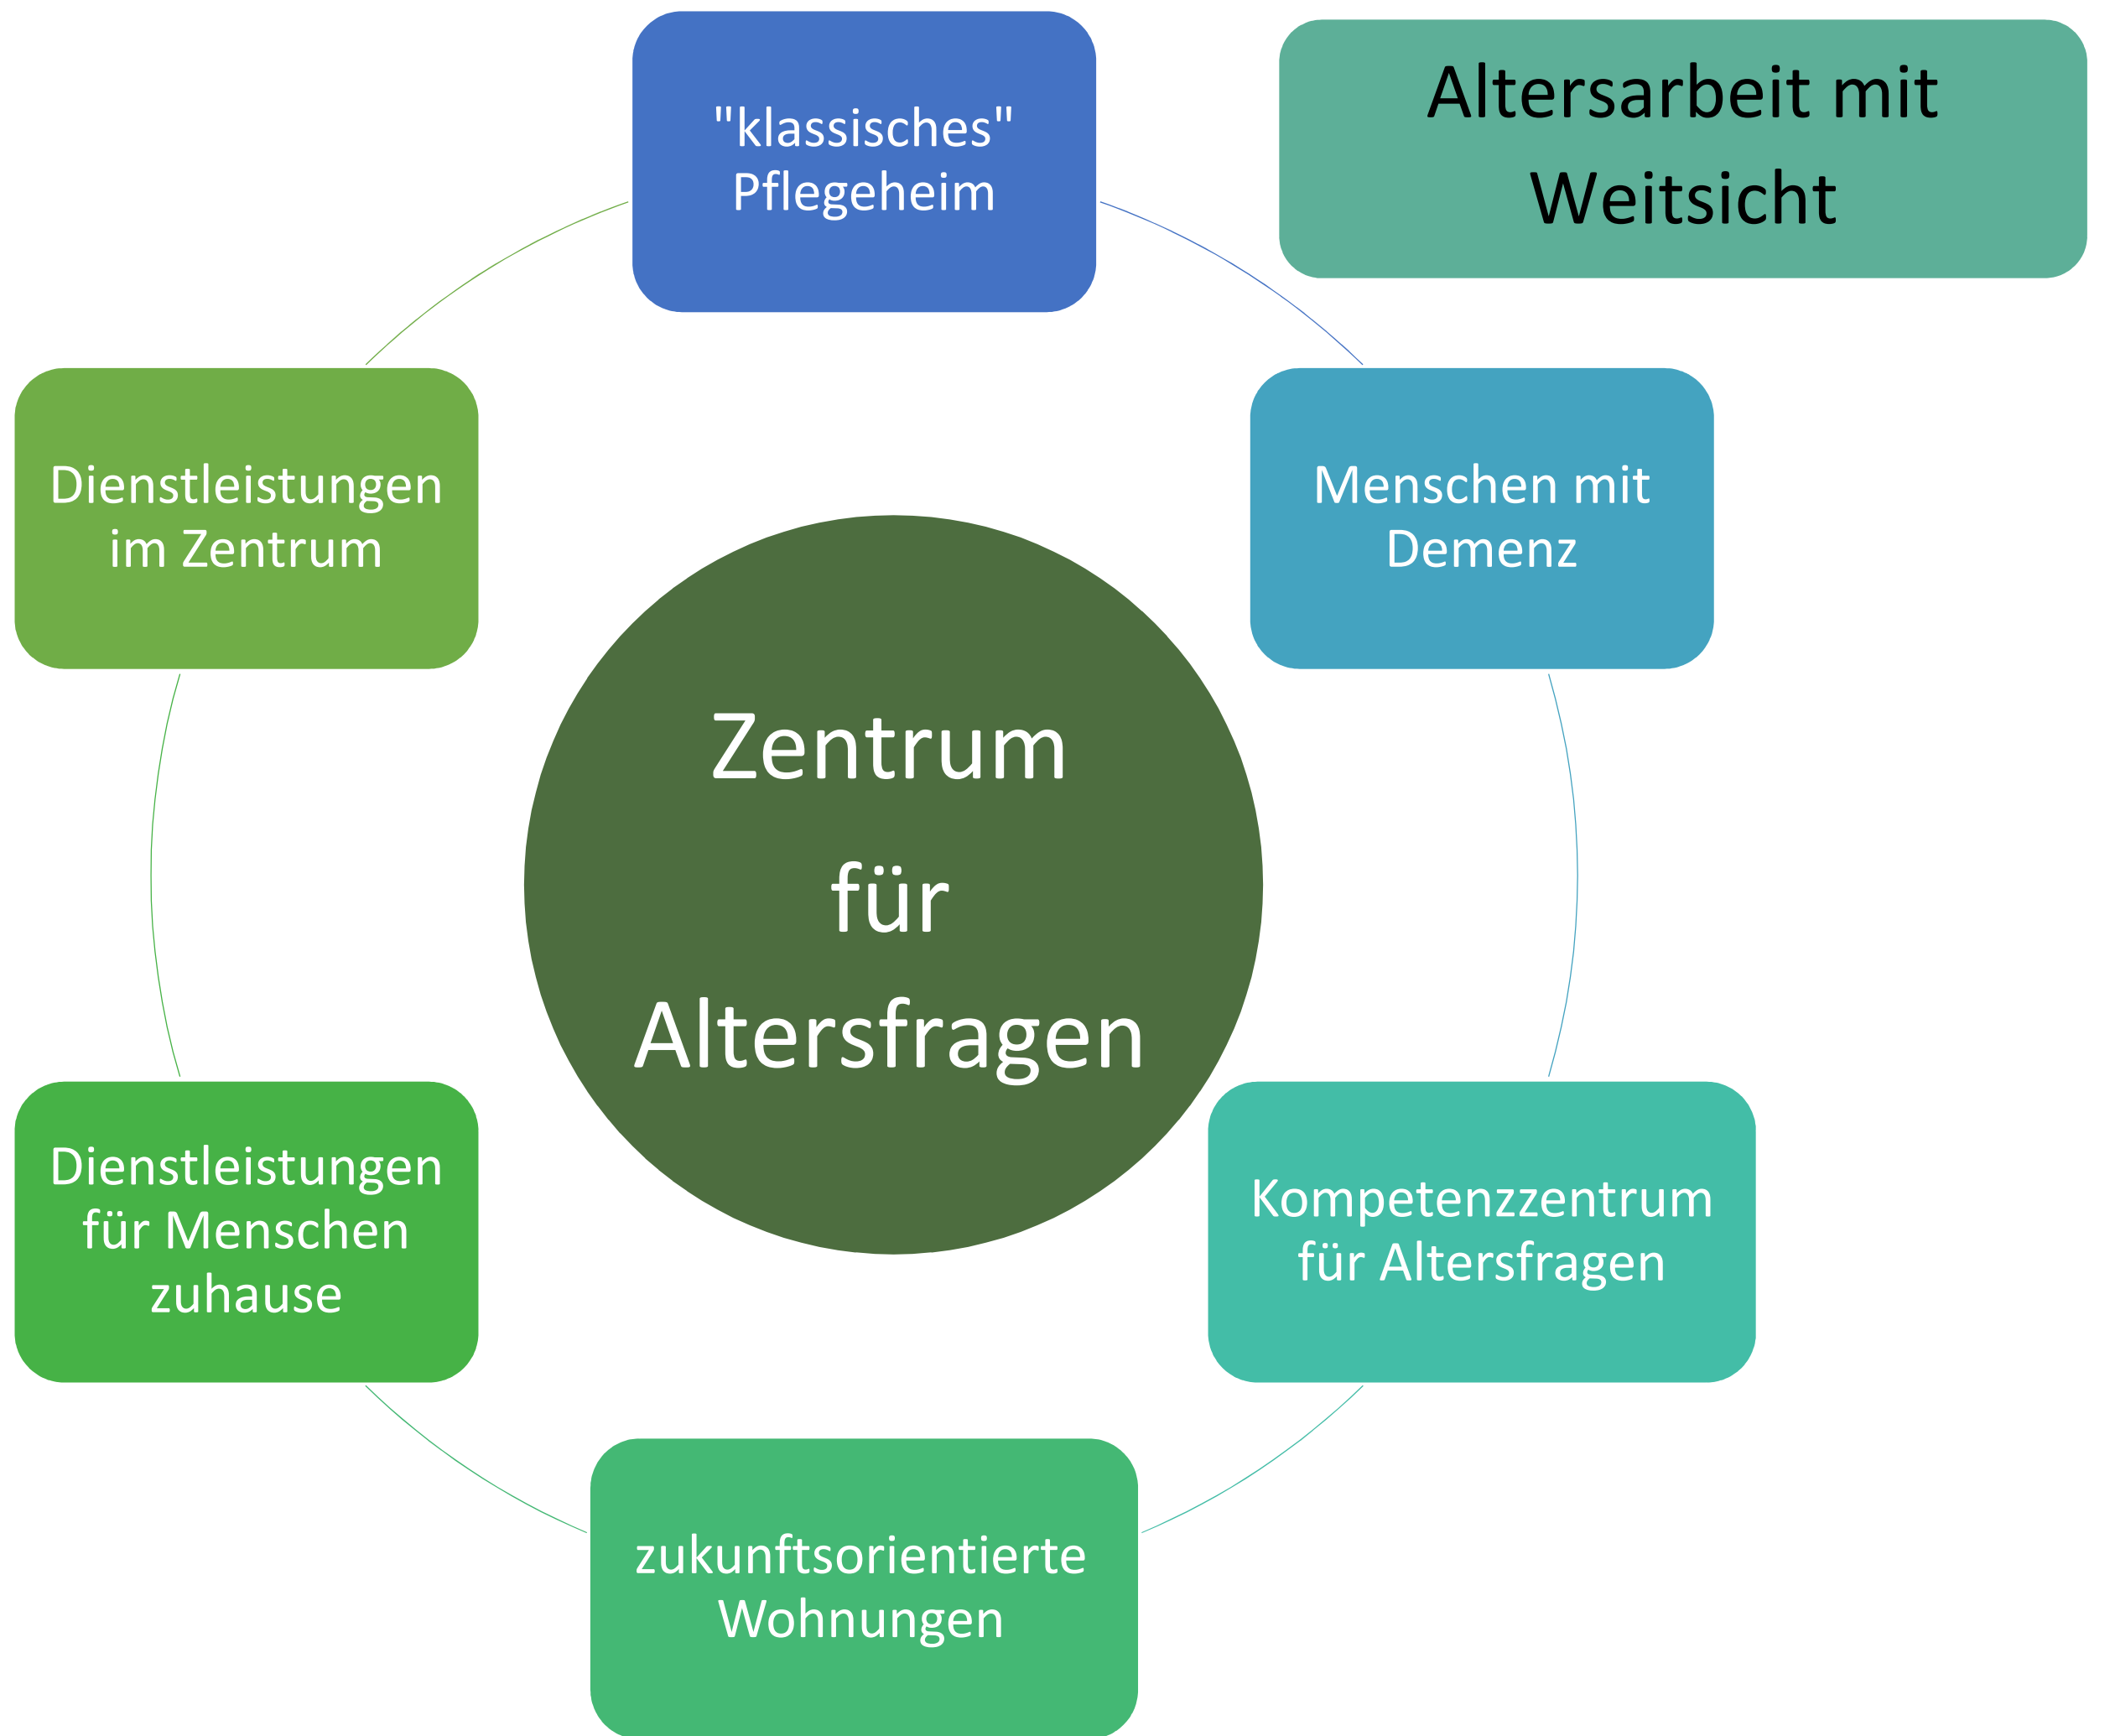 "klassisches"
Pflegeheim
Altersarbeit mit
Weitsicht
Dienstleistungen
im Zentrum
Menschen mit
Demenz
Zentrum
für
Altersfragen
Dienstleistungen
für Menschen
zuhause
Kompetenzzentrum
für Altersfragen
zukunftsorientierte
Wohnungen